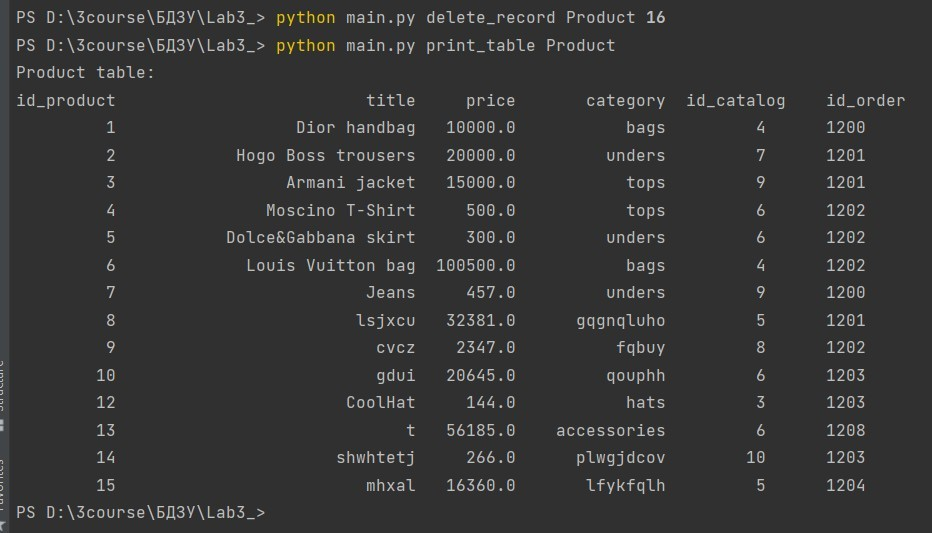 PS D:\3course\БДЗУ\Lab3_> python main.py delete_record Product 16
PS D:\3course\БДЗУ\Lab3_> python main.py print_table Product
Product table:
id_product title price category id_catalog id_order
1 Dior handbag 10000.0 bags 4 1200
2 Hogo Boss trousers 20000.0 unders 7 1201
3 Armani jacket 15000.0 tops 9 1201
4 Moscino T-Shirt 500.0 tops 6 1202
5 Dolce&Gabbana skirt 300.0 unders 6 1202
6 Louis Vuitton bag 100500.0 bags 4 1202
7 Jeans 457.0 unders 9 1200
8 lsjxcu 32381.0 gqgnqluho 5 1201
9 cvcz 2347.0 fqbuy 8 1202
10 gdui 20645.0 qouphh 6 1203
12 CoolHat 144.0 hats 3 1203
13 t 56185.0 accessories 6 1208
14 shwhtetj 266.0 plwgjdcov 10 1203
15 mhxal 16360.0 lfykfqlh 5 1204
PS D:\3course\БДЗУ\Lab3_>